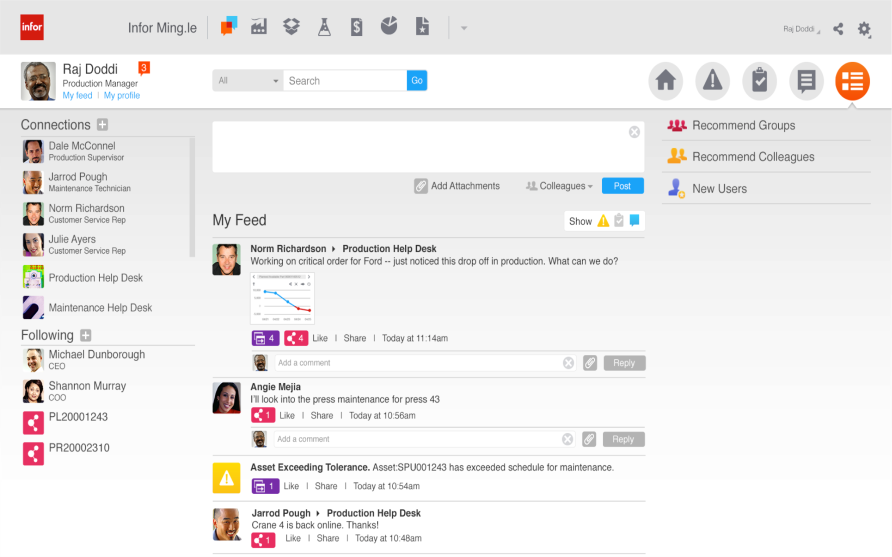 infor
Infor Ming.le
Raj Doddi
Raj Doddi 3
Production Manager
My feed | My profile
All
Search
Go
Connections
Dale McConnel
Production Supervisor
Jarrod Pough
Maintenance Technician
Norm Richardson
Customer Service Rep
Julie Ayers
Customer Service Rep
Production Help Desk
Maintenance Help Desk
Following
Michael Dunborough
CEO
Shannon Murray
COO
PL20001243
PR20002310
Add Attachments
Colleagues
Post
My Feed
Show
Norm Richardson Production Help Desk
Working on critical order for Ford -- just noticed this drop off in production. What can we do?
4 4 Like | Share | Today at 11:14am
Add a comment
Reply
Angie Mejia
I'll look into the press maintenance for press 43
1 Like | Share | Today at 10:56am
Add a comment
Reply
Asset Exceeding Tolerance. Asset:SPU001243 has exceeded schedule for maintenance.
1 Like | Share | Today at 10:54am
Jarrod Pough Production Help Desk
Crane 4 is back online. Thanks!
1 Like | Share | Today at 10:48am
Recommend Groups
Recommend Colleagues
New Users